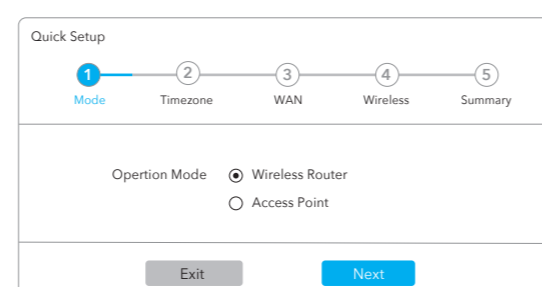 Quick Setup
1 2 3 4 5
Mode Timezone WAN Wireless Summary
Opertion Mode Wireless Router
Access Point
Exit Next